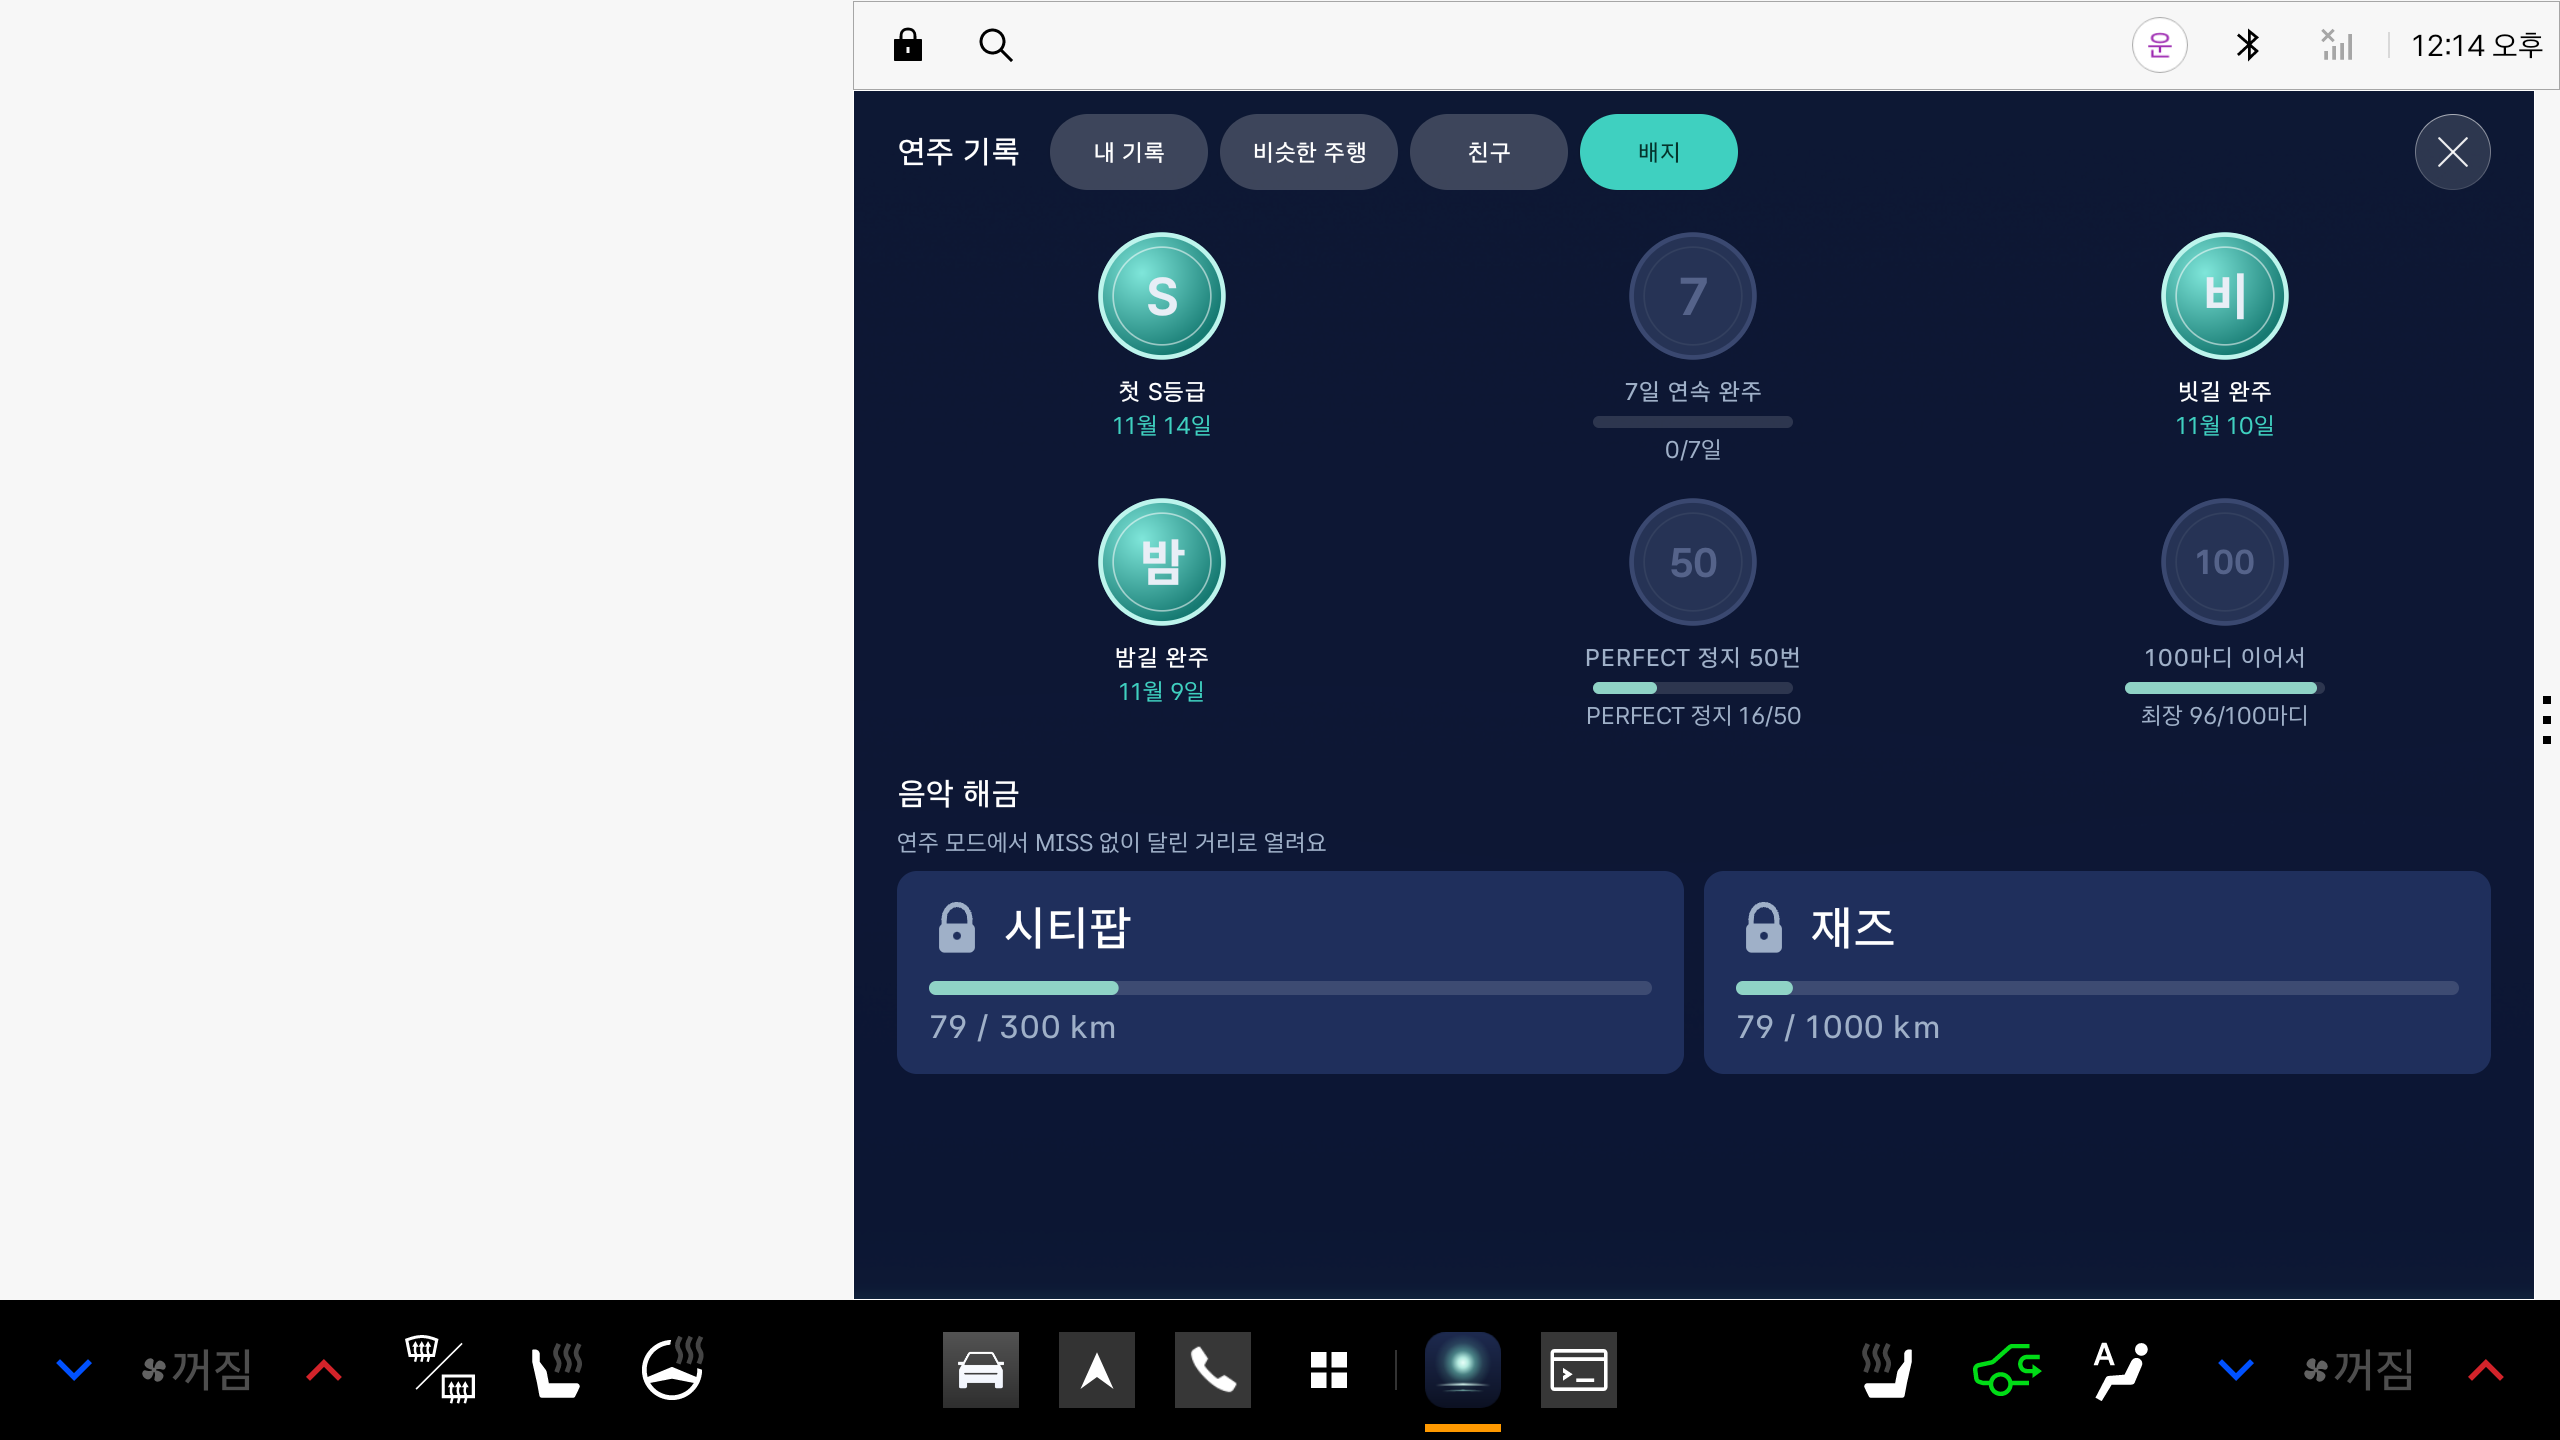 운
12:14 오후
연주 기록
내 기록
비슷한 주행
친구
배지
S
7
비
첫 S등급
7일 연속 완주
빗길 완주
11월 14일
0/7일
11월 10일
밤
50
100
밤길 완주
PERFECT 정지 50번
100마디 이어서
11월 9일
PERFECT 정지 16/50
최장 96/100마디
음악 해금
연주 모드에서 MISS 없이 달린 거리로 열려요
시티팝
재즈
79 / 300 km
79 / 1000 km
꺼짐
A
꺼짐